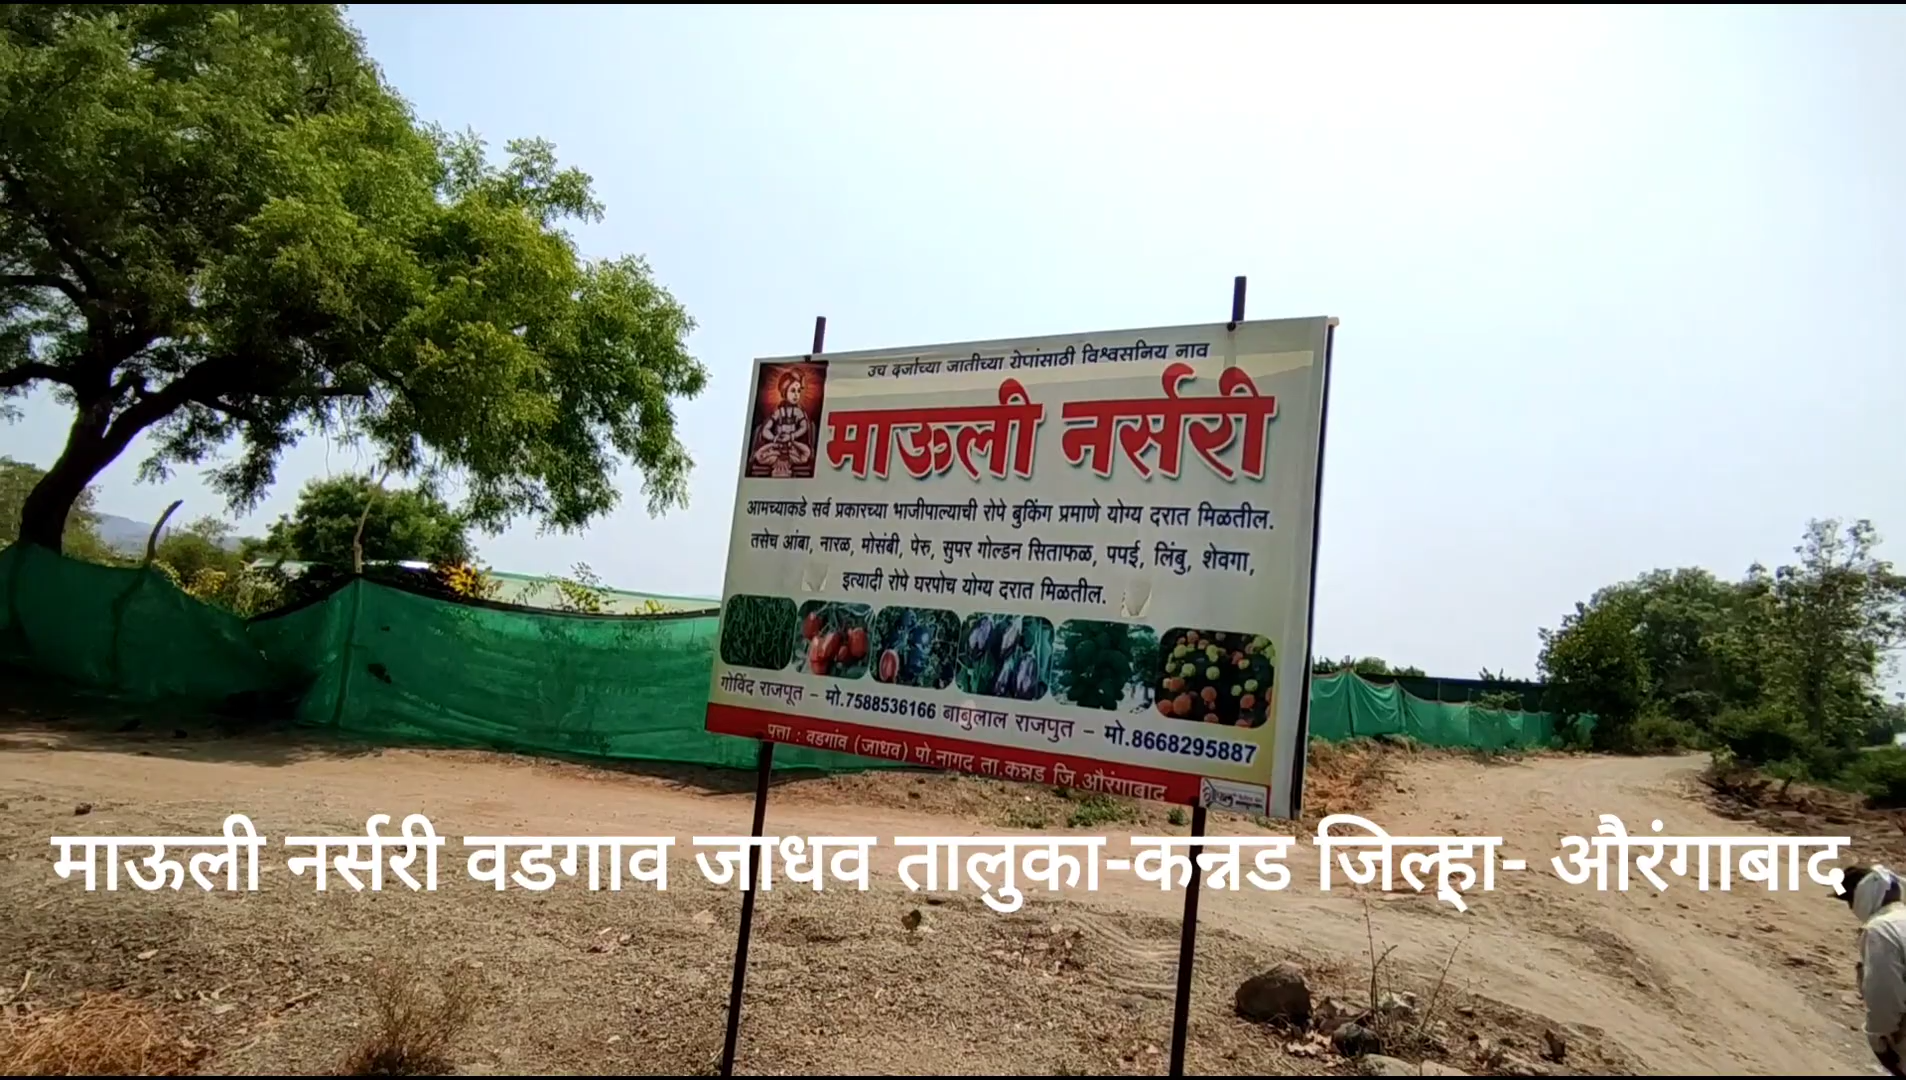 उच दर्जाच्या जातीच्या रोपांसाठी विश्वसनिय नाव
माऊली नर्सरी
आमच्याकडे सर्व प्रकारच्या भाजीपाल्याची रोपे बुकिंग प्रमाणे योग्य दरात मिळतील.
तसेच आंबा, नारळ, मोसंबी, पेरु, सुपर गोल्डन सिताफळ, पपई, लिंबु, शेवगा,
इत्यादी रोपे घरपोच योग्य दरात मिळतील.
गोविंद राजपूत – मो.7588536166 बाबुलाल राजपुत – मो.8668295887
पत्ता : वडगांव (जाधव) पो.नागद ता.कन्नड जि.औरंगाबाद
माऊली नर्सरी वडगाव जाधव तालुका-कन्नड जिल्हा- औरंगाबाद